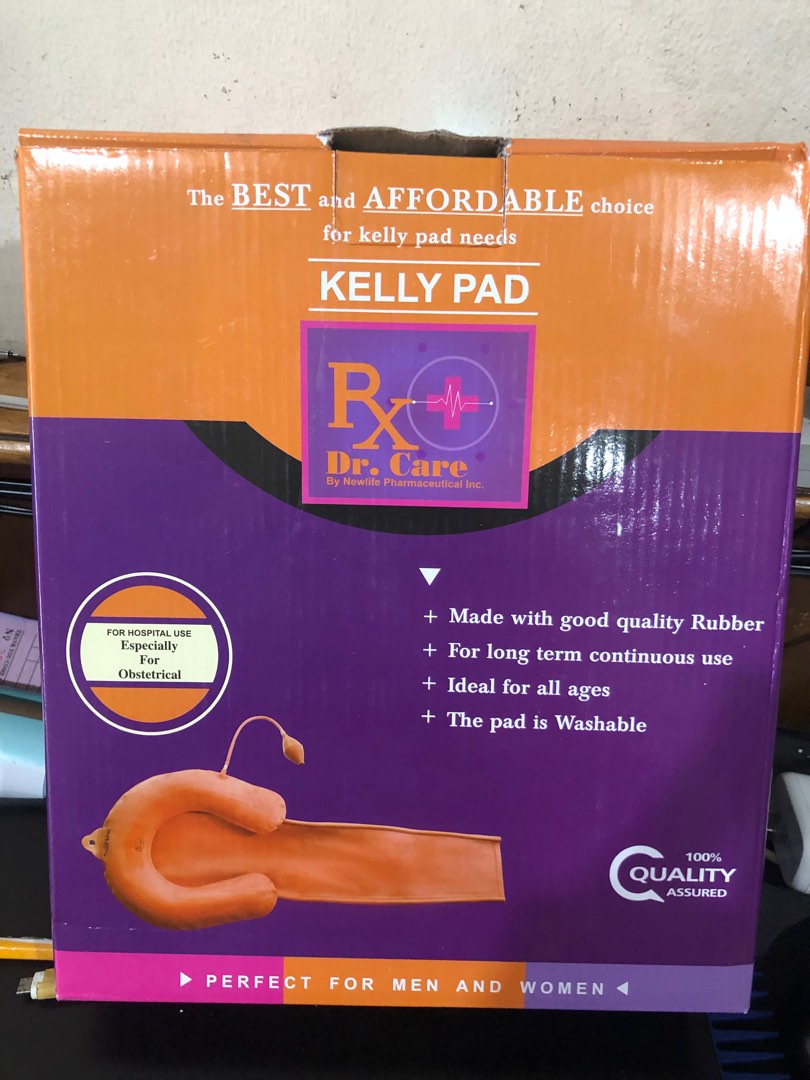 The BEST and AFFORDABLE choice
for kelly pad needs
KELLY PAD
Rx
Dr. Care
By Newlife Pharmaceutical Inc.
FOR HOSPITAL USE
Especially
For
Obstetrical
+ Made with good quality Rubber
+ For long term continuous use
+ Ideal for all ages
+ The pad is Washable
100%
QUALITY
ASSURED
PERFECT FOR MEN AND WOMEN